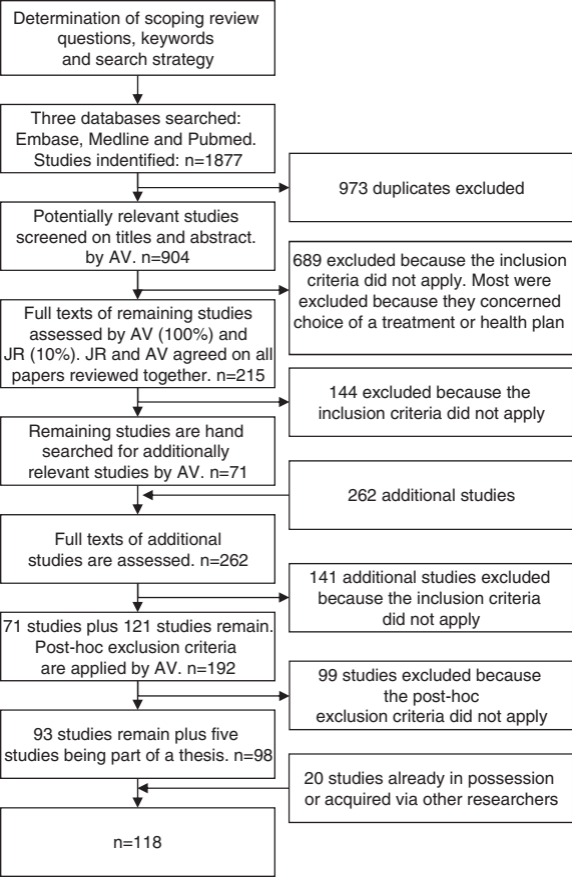 Determination of scoping review
questions, keywords
and search strategy
Three databases searched:
Embase, Medline and Pubmed.
Studies indentified: n=1877
973 duplicates excluded
Potentially relevant studies
screened on titles and abstract.
by AV. n=904
689 excluded because the inclusion
criteria did not apply. Most were
excluded because they concerned
choice of a treatment or health plan
Full texts of remaining studies
assessed by AV (100%) and
JR (10%). JR and AV agreed on all
papers reviewed together. n=215
144 excluded because the
inclusion criteria did not apply
Remaining studies are hand
searched for additionally
relevant studies by AV. n=71
262 additional studies
Full texts of additional
studies are assessed. n=262
141 additional studies excluded
because the inclusion criteria
did not apply
71 studies plus 121 studies remain.
Post-hoc exclusion criteria
are applied by AV. n=192
99 studies excluded because
the post-hoc
exclusion criteria did not apply
93 studies remain plus five
studies being part of a thesis. n=98
20 studies already in possession
or acquired via other researchers
n=118